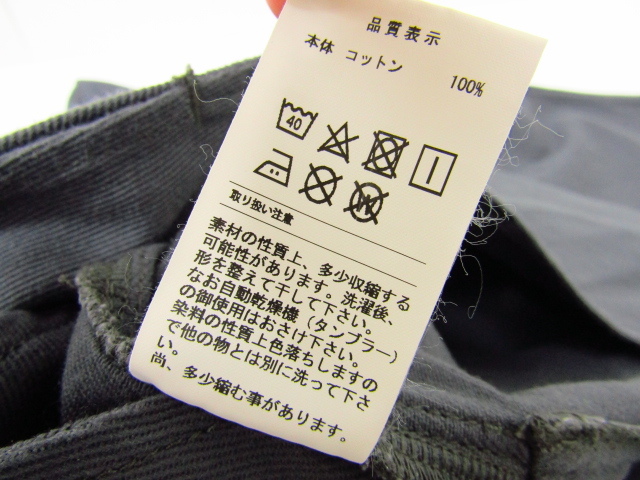 品質表示
本体 コットン 100%
40
W
取り扱い注意
素材の性質上、多少収縮する
可能性があります。洗濯後、
形を整えて干して下さい。
なお自動乾燥機（タンブラー）
の御使用はおさけ下さい。
染料の性質上色落ちしますの
で他の物とは別に洗って下さ
い。
尚、多少縮む事があります。